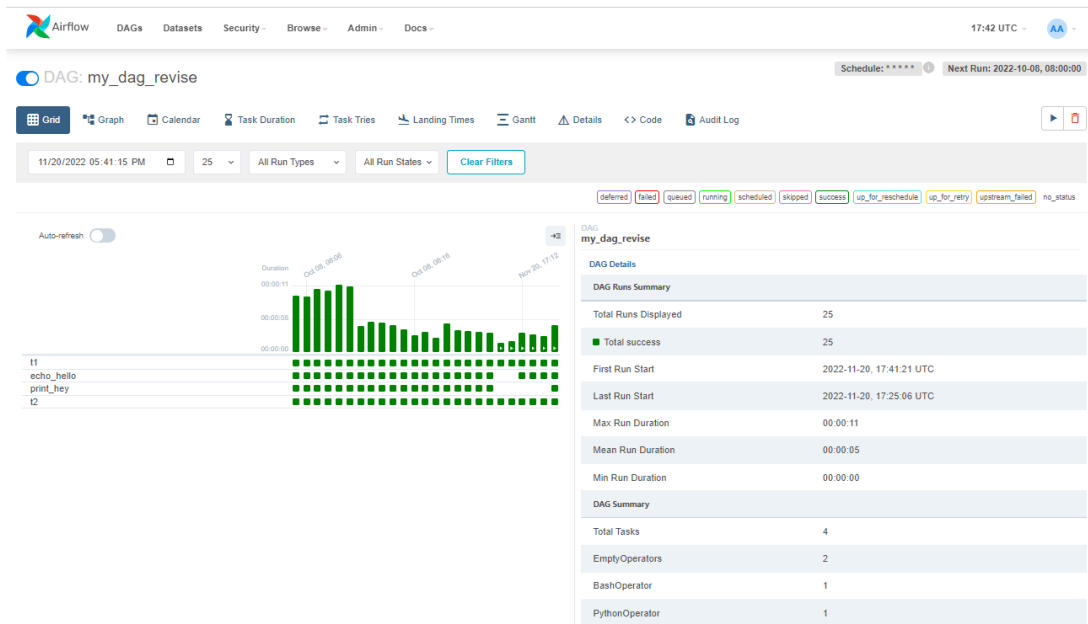 Airflow DAGs Datasets Security Browse Admin Docs 17:42 UTC AA
DAG: my_dag_revise Schedule: * * * * * Next Run: 2022-10-08, 08:00:00
Grid Graph Calendar Task Duration Task Tries Landing Times Gantt Details Code Audit Log
11/20/2022 05:41:15 PM 25 All Run Types All Run States Clear Filters
deferred failed queued running scheduled skipped success up_for_reschedule up_for_retry upstream_failed no_status
Auto-refresh
Duration
Oct 08, 08:06 Oct 08, 08:16 Nov 20, 17:12
00:00:11
00:00:00
t1
echo_hello
print_hey
t2
DAG
my_dag_revise
DAG Details
DAG Runs Summary
Total Runs Displayed 25
Total success 25
First Run Start 2022-11-20, 17:41:21 UTC
Last Run Start 2022-11-20, 17:25:06 UTC
Max Run Duration 00:00:11
Mean Run Duration 00:00:05
Min Run Duration 00:00:00
DAG Summary
Total Tasks 4
EmptyOperators 2
BashOperator 1
PythonOperator 1